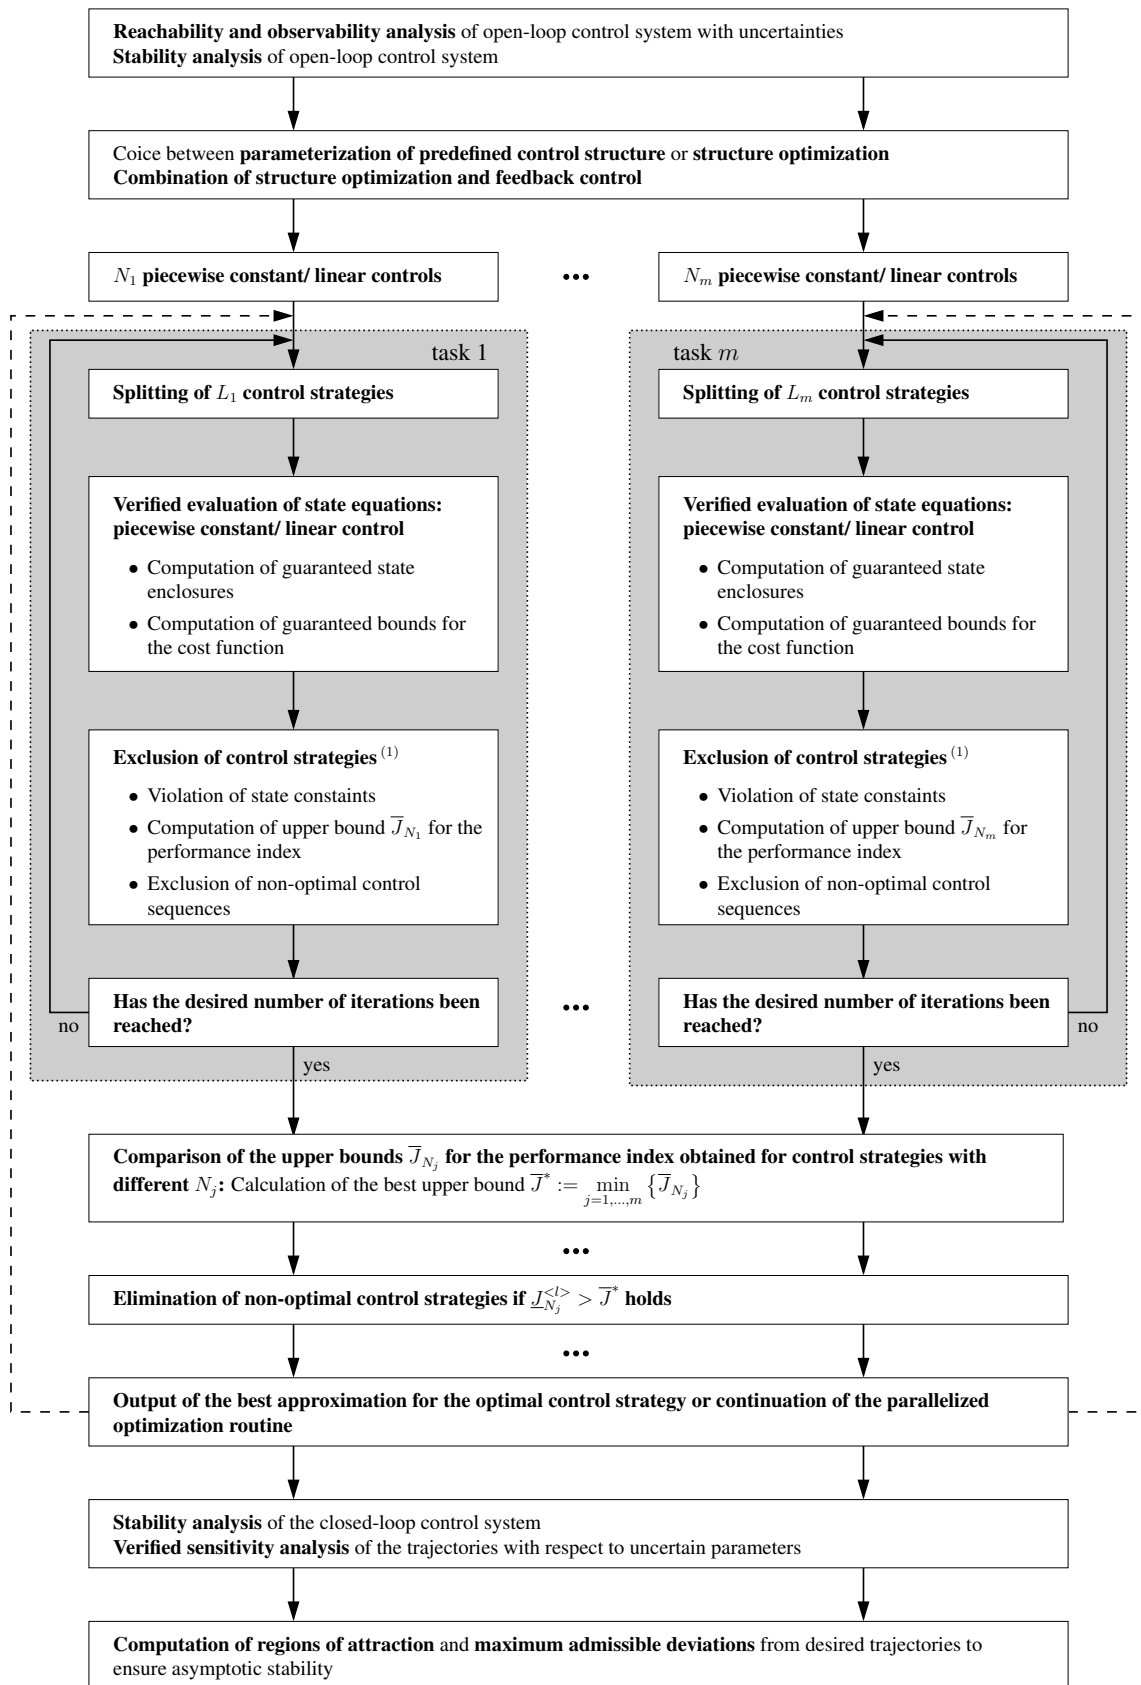 Reachability and observability analysis of open-loop control system with uncertainties
Stability analysis of open-loop control system
Coice between parameterization of predefined control structure or structure optimization
Combination of structure optimization and feedback control
N_1 piecewise constant/ linear controls
•••
N_m piecewise constant/ linear controls
task 1
Splitting of L_1 control strategies
Verified evaluation of state equations:
piecewise constant/ linear control
• Computation of guaranteed state
enclosures
• Computation of guaranteed bounds for
the cost function
Exclusion of control strategies (1)
• Violation of state constaints
• Computation of upper bound J̅_{N_1} for the
performance index
• Exclusion of non-optimal control
sequences
Has the desired number of iterations been
reached?
no
yes
•••
task m
Splitting of L_m control strategies
Verified evaluation of state equations:
piecewise constant/ linear control
• Computation of guaranteed state
enclosures
• Computation of guaranteed bounds for
the cost function
Exclusion of control strategies (1)
• Violation of state constaints
• Computation of upper bound J̅_{N_m} for
the performance index
• Exclusion of non-optimal control
sequences
Has the desired number of iterations been
reached?
no
yes
Comparison of the upper bounds J̅_{N_j} for the performance index obtained for control strategies with
different N_j: Calculation of the best upper bound J̅* := min_{j=1,...,m} {J̅_{N_j}}
•••
Elimination of non-optimal control strategies if J̲_{N_j}^{<l>} > J̅* holds
•••
Output of the best approximation for the optimal control strategy or continuation of the parallelized
optimization routine
Stability analysis of the closed-loop control system
Verified sensitivity analysis of the trajectories with respect to uncertain parameters
Computation of regions of attraction and maximum admissible deviations from desired trajectories to
ensure asymptotic stability